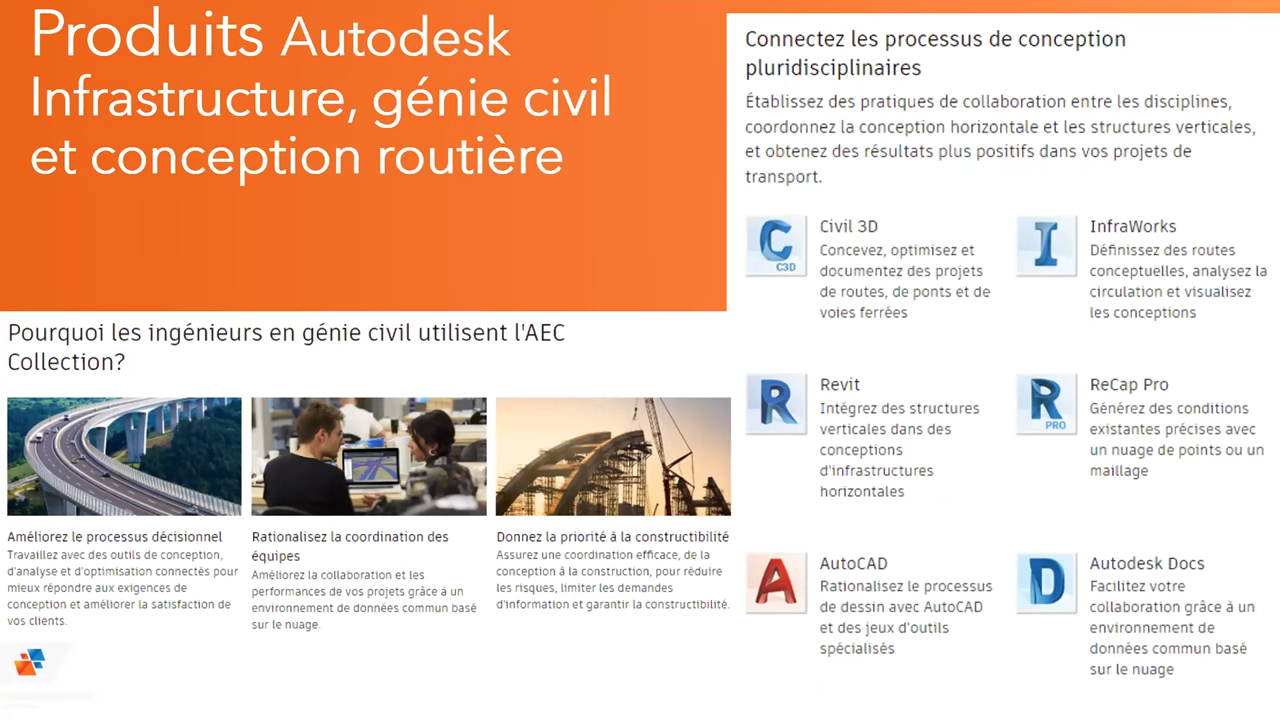 Produits Autodesk
Infrastructure, génie civil
et conception routière
Connectez les processus de conception
pluridisciplinaires
Établissez des pratiques de collaboration entre les disciplines,
coordonnez la conception horizontale et les structures verticales,
et obtenez des résultats plus positifs dans vos projets de
transport.
C3D
Civil 3D
Concevez, optimisez et
documentez des projets
de routes, de ponts et de
voies ferrées
InfraWorks
Définissez des routes
conceptuelles, analysez la
circulation et visualisez
les conceptions
Revit
Intégrez des structures
verticales dans des
conceptions
d'infrastructures
horizontales
PRO
ReCap Pro
Générez des conditions
existantes précises avec
un nuage de points ou un
maillage
AutoCAD
Rationalisez le processus
de dessin avec AutoCAD
et des jeux d'outils
spécialisés
Autodesk Docs
Facilitez votre
collaboration grâce à un
environnement de
données commun basé
sur le nuage
Pourquoi les ingénieurs en génie civil utilisent l'AEC
Collection?
Améliorez le processus décisionnel
Travaillez avec des outils de conception,
d'analyse et d'optimisation connectés pour
mieux répondre aux exigences de
conception et améliorer la satisfaction de
vos clients.
Rationalisez la coordination des
équipes
Améliorez la collaboration et les
performances de vos projets grâce à un
environnement de données commun basé
sur le nuage.
Donnez la priorité à la constructibilité
Assurez une coordination efficace, de la
conception à la construction, pour réduire
les risques, limiter les demandes
d'information et garantir la constructibilité.